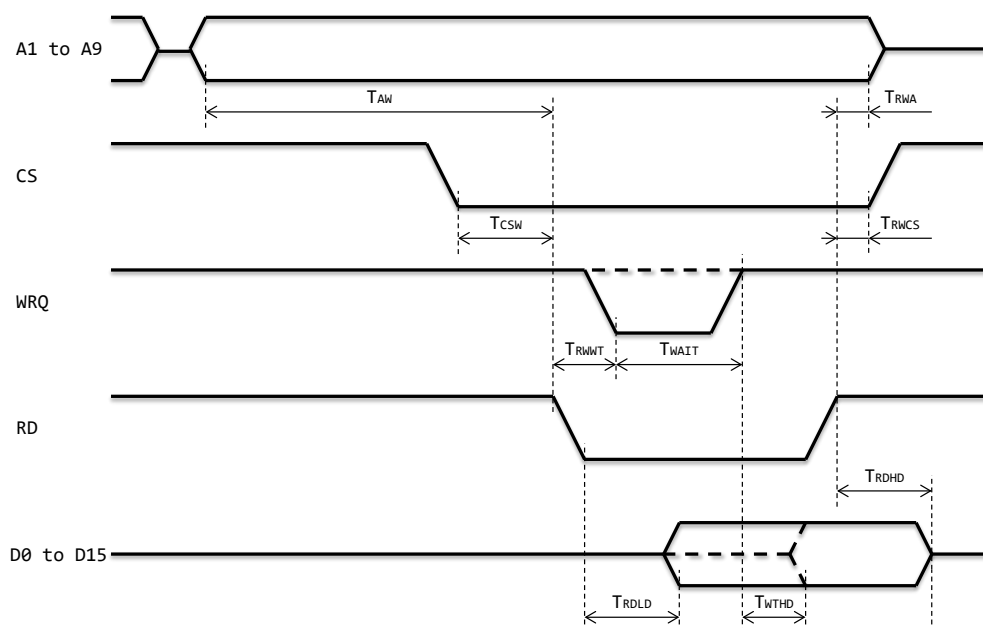 A1 to A9
TAW
TRWA
CS
TCSW
TRWCS
WRQ
TRWWT
TWAIT
RD
TRDHD
D0 to D15
TRDLD
TWTHD